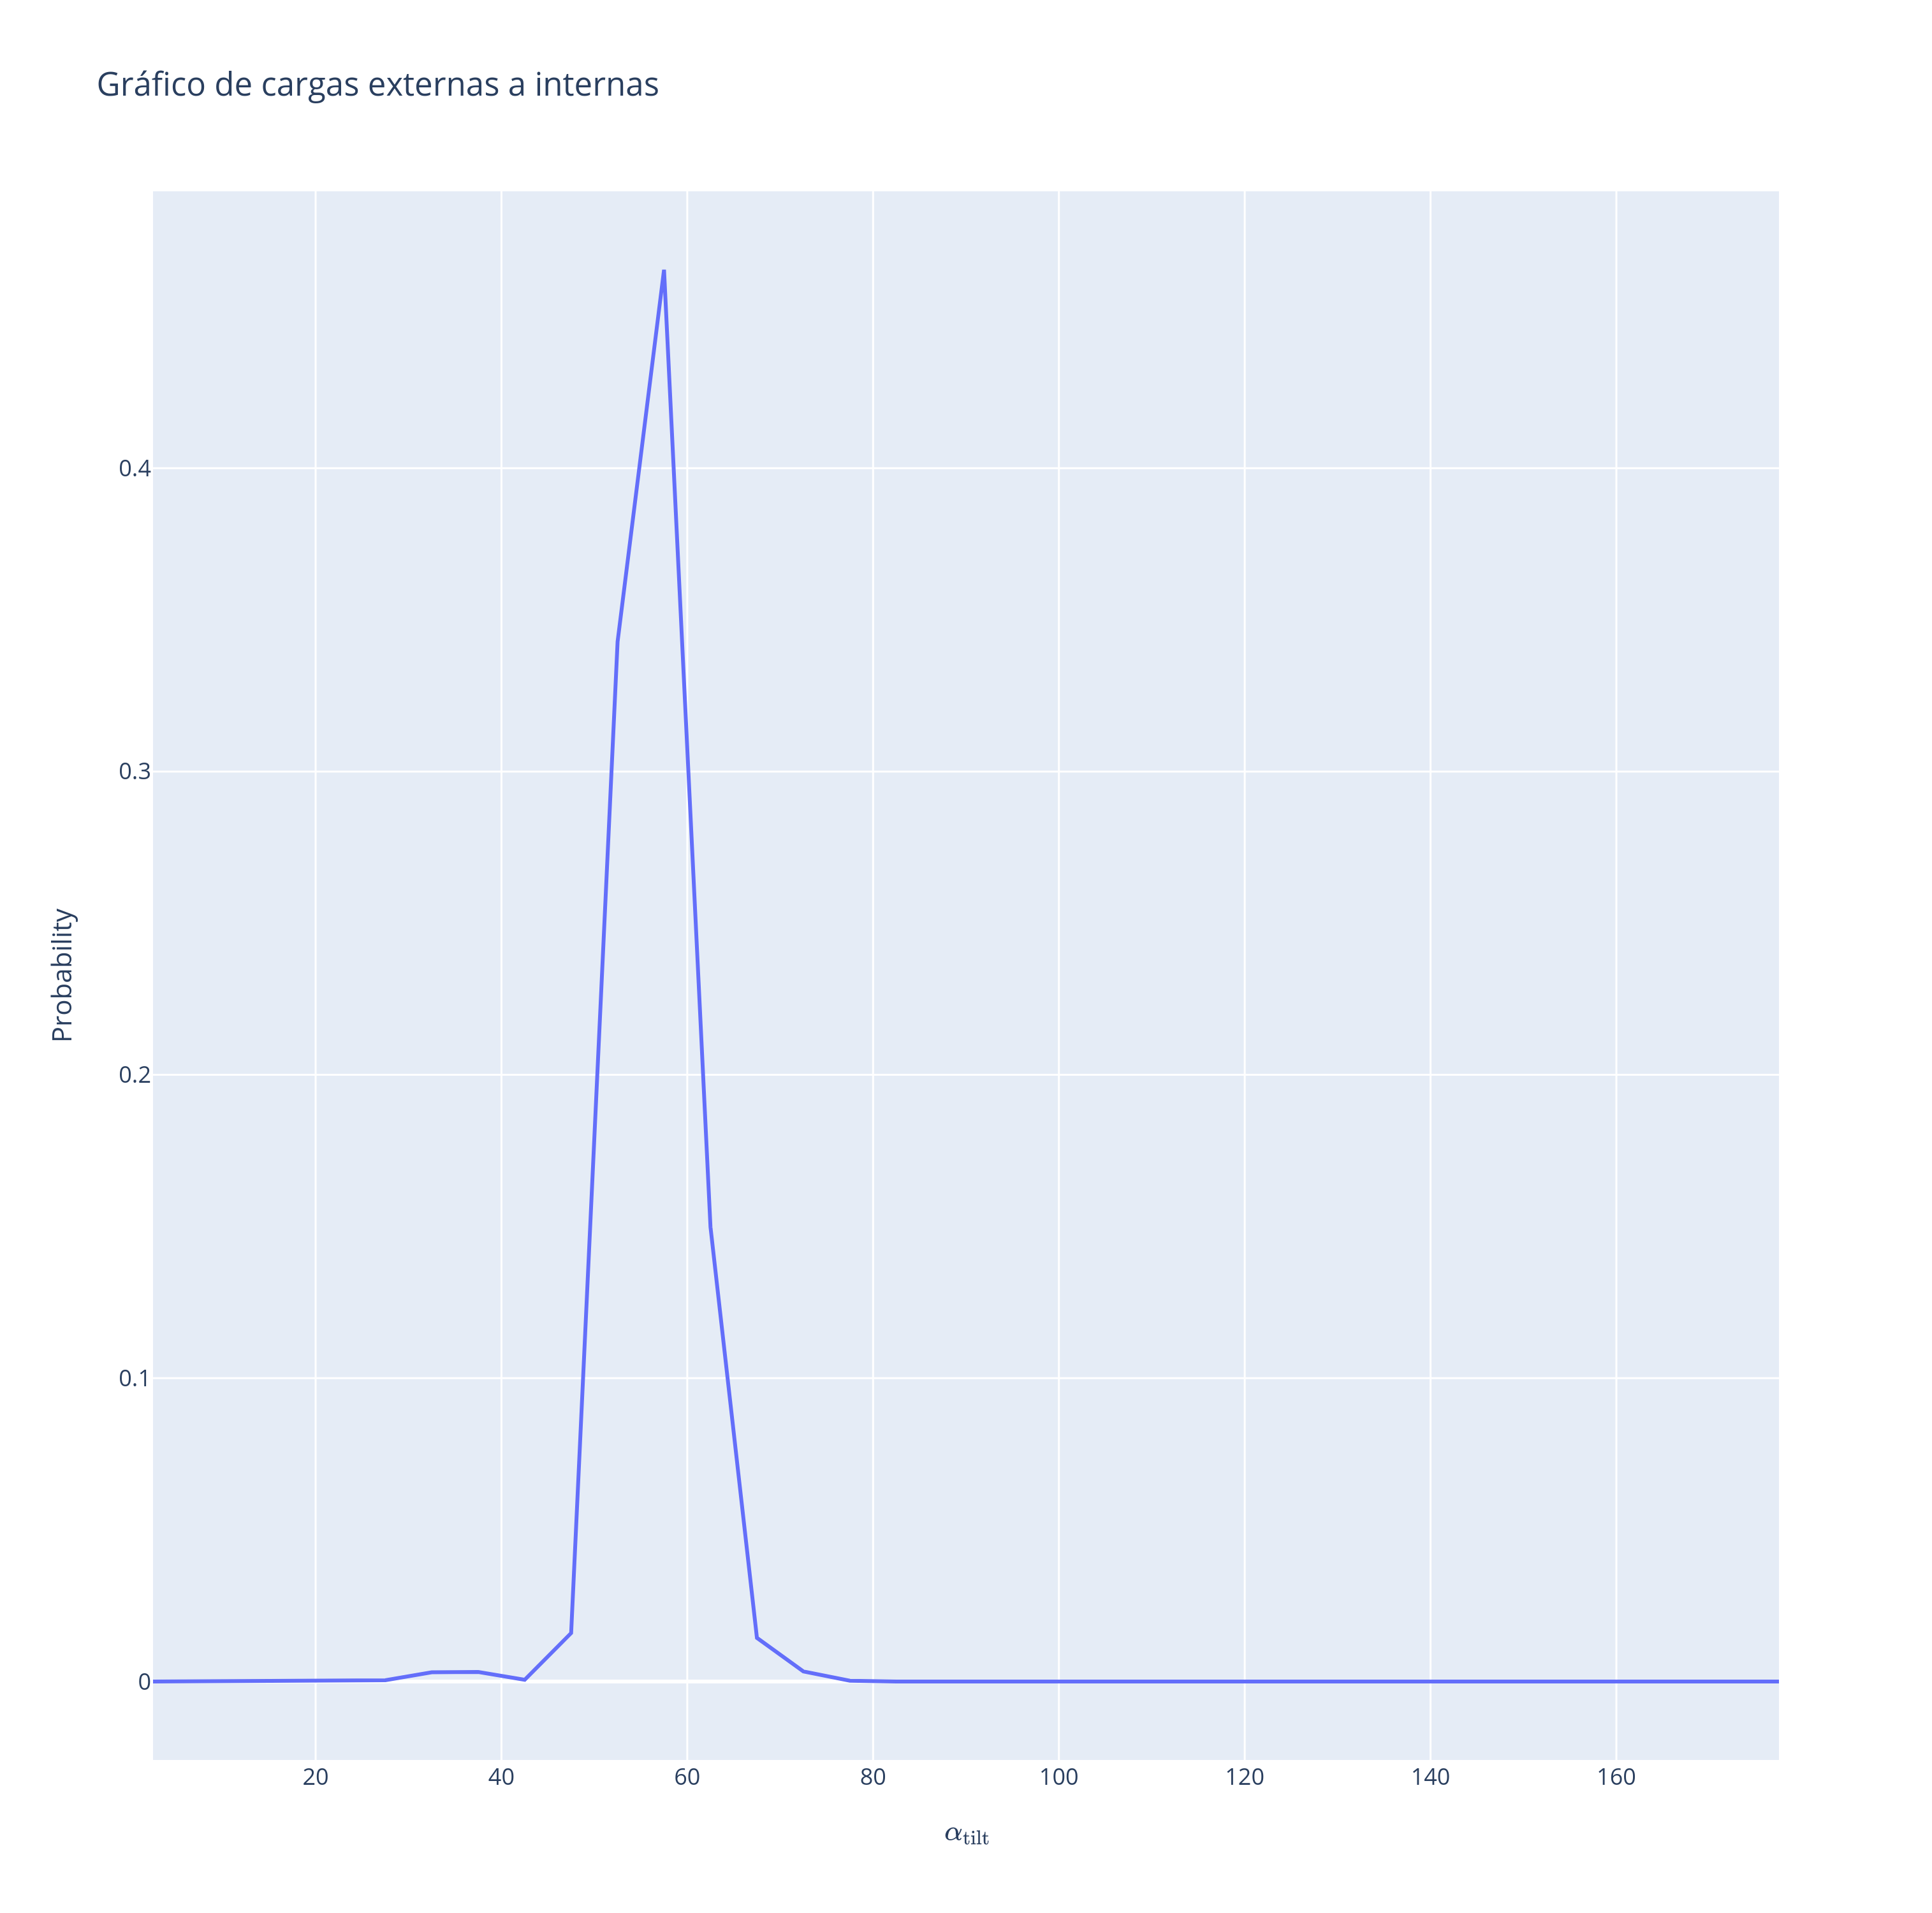 Gráfico de cargas externas a internas
Probability
0.4
0.3
0.2
0.1
0
20 40 60 80 100 120 140 160
αtilt